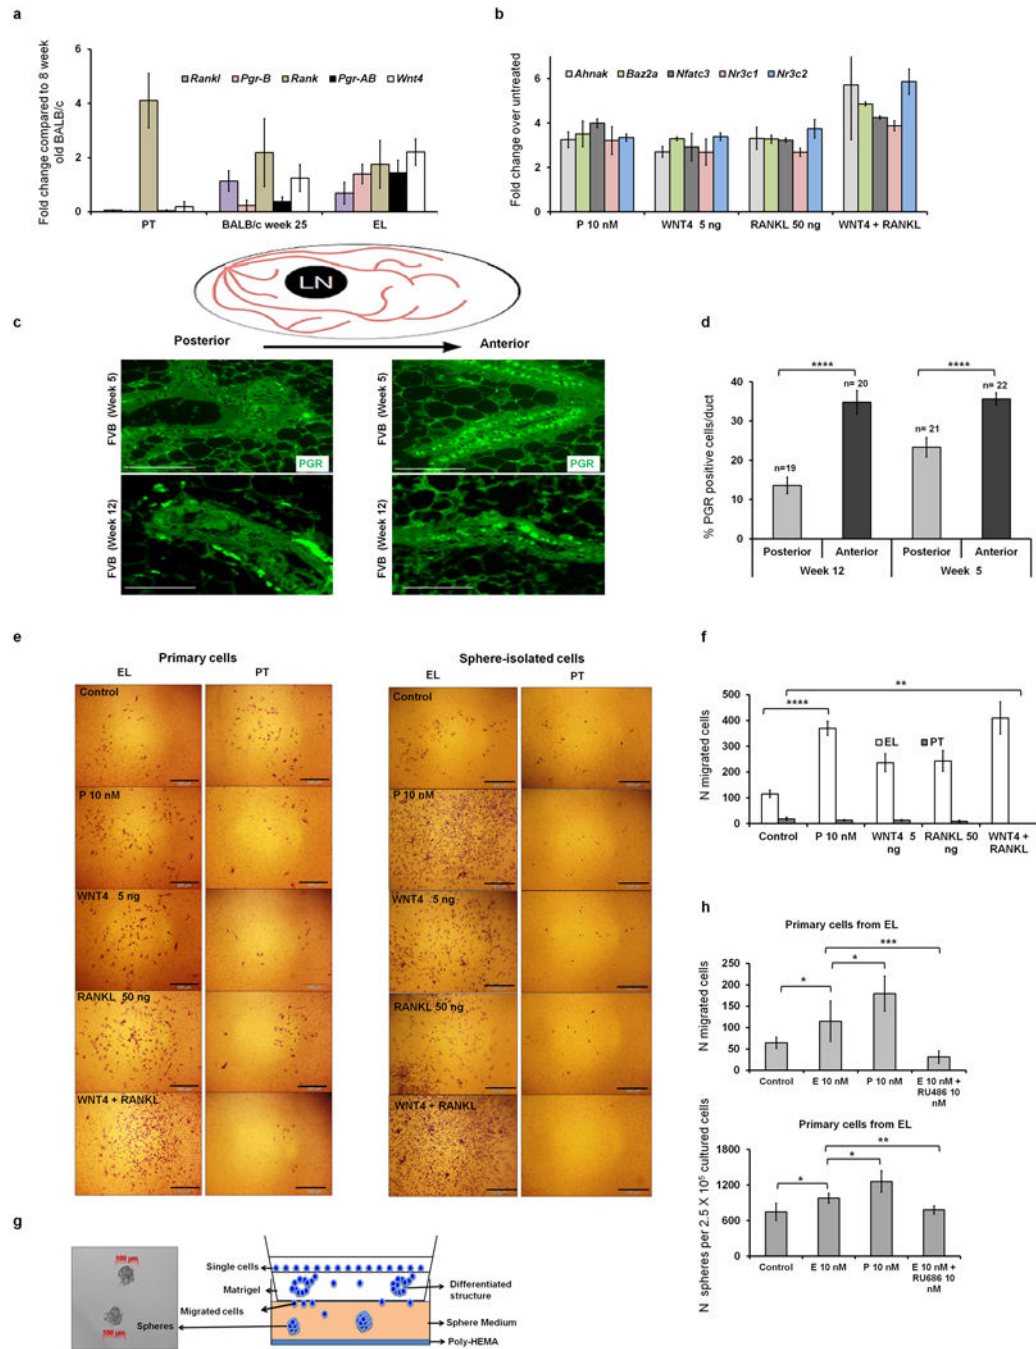 a
Fold change compared to 8 week
old BALB/c
6
4
2
0
Rankl Pgr-B Rank Pgr-AB Wnt4
PT BALB/c week 25 EL
b
Fold change over untreated
6
4
2
0
Ahnak Baz2a Nfatc3 Nr3c1 Nr3c2
P 10 nM WNT4 5 ng RANKL 50 ng WNT4 + RANKL
LN
c
Posterior Anterior
FVB (Week 5)
PGR
FVB (Week 5)
PGR
FVB (Week 12)
FVB (Week 12)
d
% PGR positive cells/duct
40
30
20
10
0
****
****
n=19
n= 20
n= 21
n= 22
Posterior Anterior Posterior Anterior
Week 12 Week 5
e
Primary cells
EL PT
Sphere-isolated cells
EL PT
Control
Control
P 10 nM
P 10 nM
WNT4 5 ng
WNT4 5 ng
RANKL 50 ng
RANKL 50 ng
WNT4 + RANKL
WNT4 + RANKL
f
N migrated cells
500
400
300
200
100
0
**
****
EL PT
Control P 10 nM WNT4 5 ng RANKL 50 ng WNT4 + RANKL
g
100 µm
100 µm
Single cells
Matrigel
Migrated cells
Spheres
Differentiated
structure
Sphere Medium
Poly-HEMA
h
Primary cells from EL
N migrated cells
250
200
150
100
50
0
***
*
*
Control E 10 nM P 10 nM E 10 nM + RU486 10 nM
Primary cells from EL
N spheres per 2.5 X 10⁵ cultured cells
1800
1200
600
0
**
*
*
Control E 10 nM P 10 nM E 10 nM + RU686 10 nM